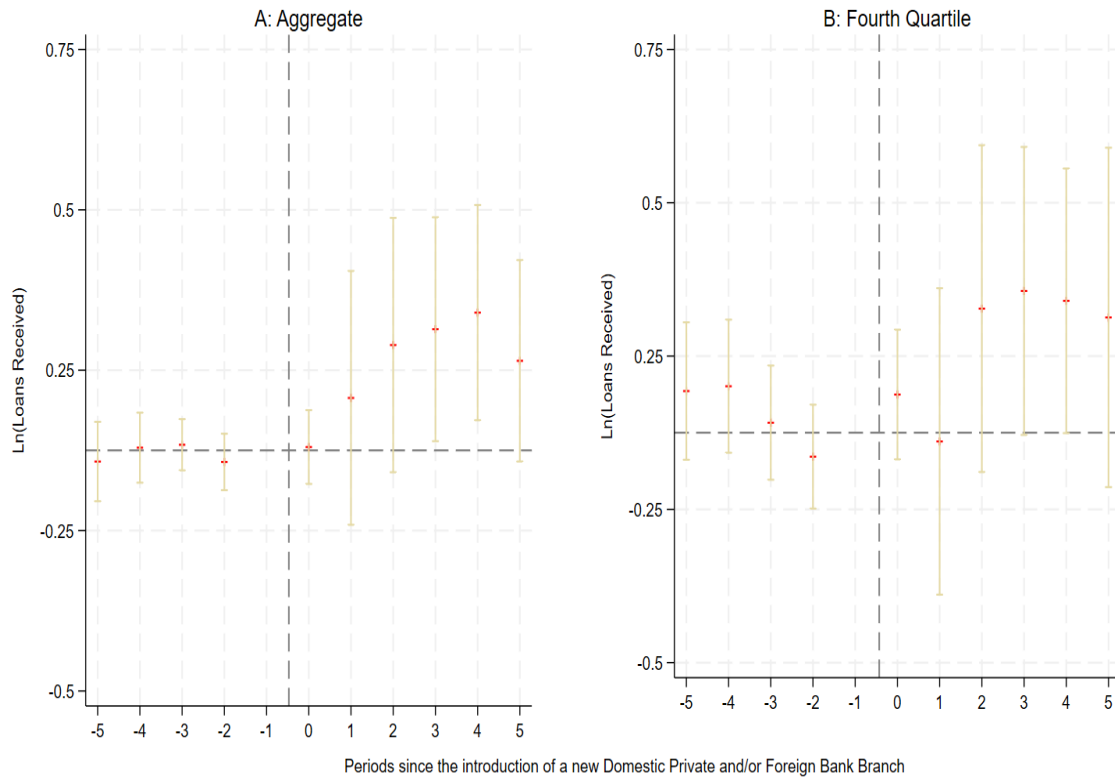 A: Aggregate
0.75
0.5
0.25
-0.25
-0.5
Ln(Loans Received)
-5 -4 -3 -2 -1 0 1 2 3 4 5
B: Fourth Quartile
0.75
0.5
0.25
-0.25
-0.5
Ln(Loans Received)
-5 -4 -3 -2 -1 0 1 2 3 4 5
Periods since the introduction of a new Domestic Private and/or Foreign Bank Branch